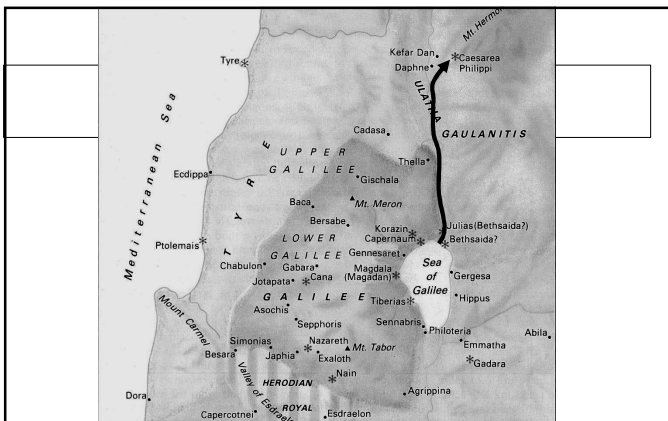 Mt. Hermon
Kefar Dan
Tyre
Caesarea
Philippi
Daphne
ULATHA
Mediterranean Sea
Cadasa
GAULANITIS
UPPER
GALILEE
Thella
Ecdippa
Gischala
Mt. Meron
Baca
TYRE
Bersabe
Julias (Bethsaida?)
Korazin
Capernaum
Bethsaida?
LOWER
GALILEE
Ptolemais
Gennesaret
Chabulon
Gabara
Sea
of
Galilee
Magdala
(Magadan)
Gergesa
Jotapata
Cana
GALILEE
Tiberias
Hippus
Asochis
Mount Carmel
Sepphoris
Sennabris
Philoteria
Abila
Simonias
Nazareth
Mt. Tabor
Emmatha
Besara
Japhia
Exaloth
Gadara
Valley of Esdraelon
Nain
HERODIAN
Dora
Agrippina
ROYAL
Capercotnei
Esdraelon